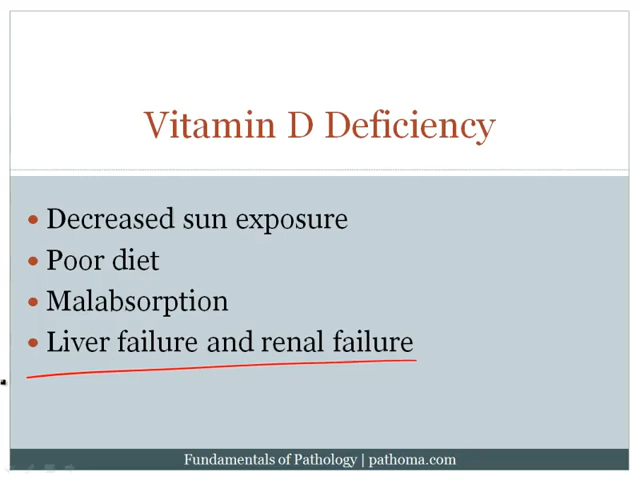 Vitamin D Deficiency
• Decreased sun exposure
• Poor diet
• Malabsorption
• Liver failure and renal failure
Fundamentals of Pathology | pathoma.com